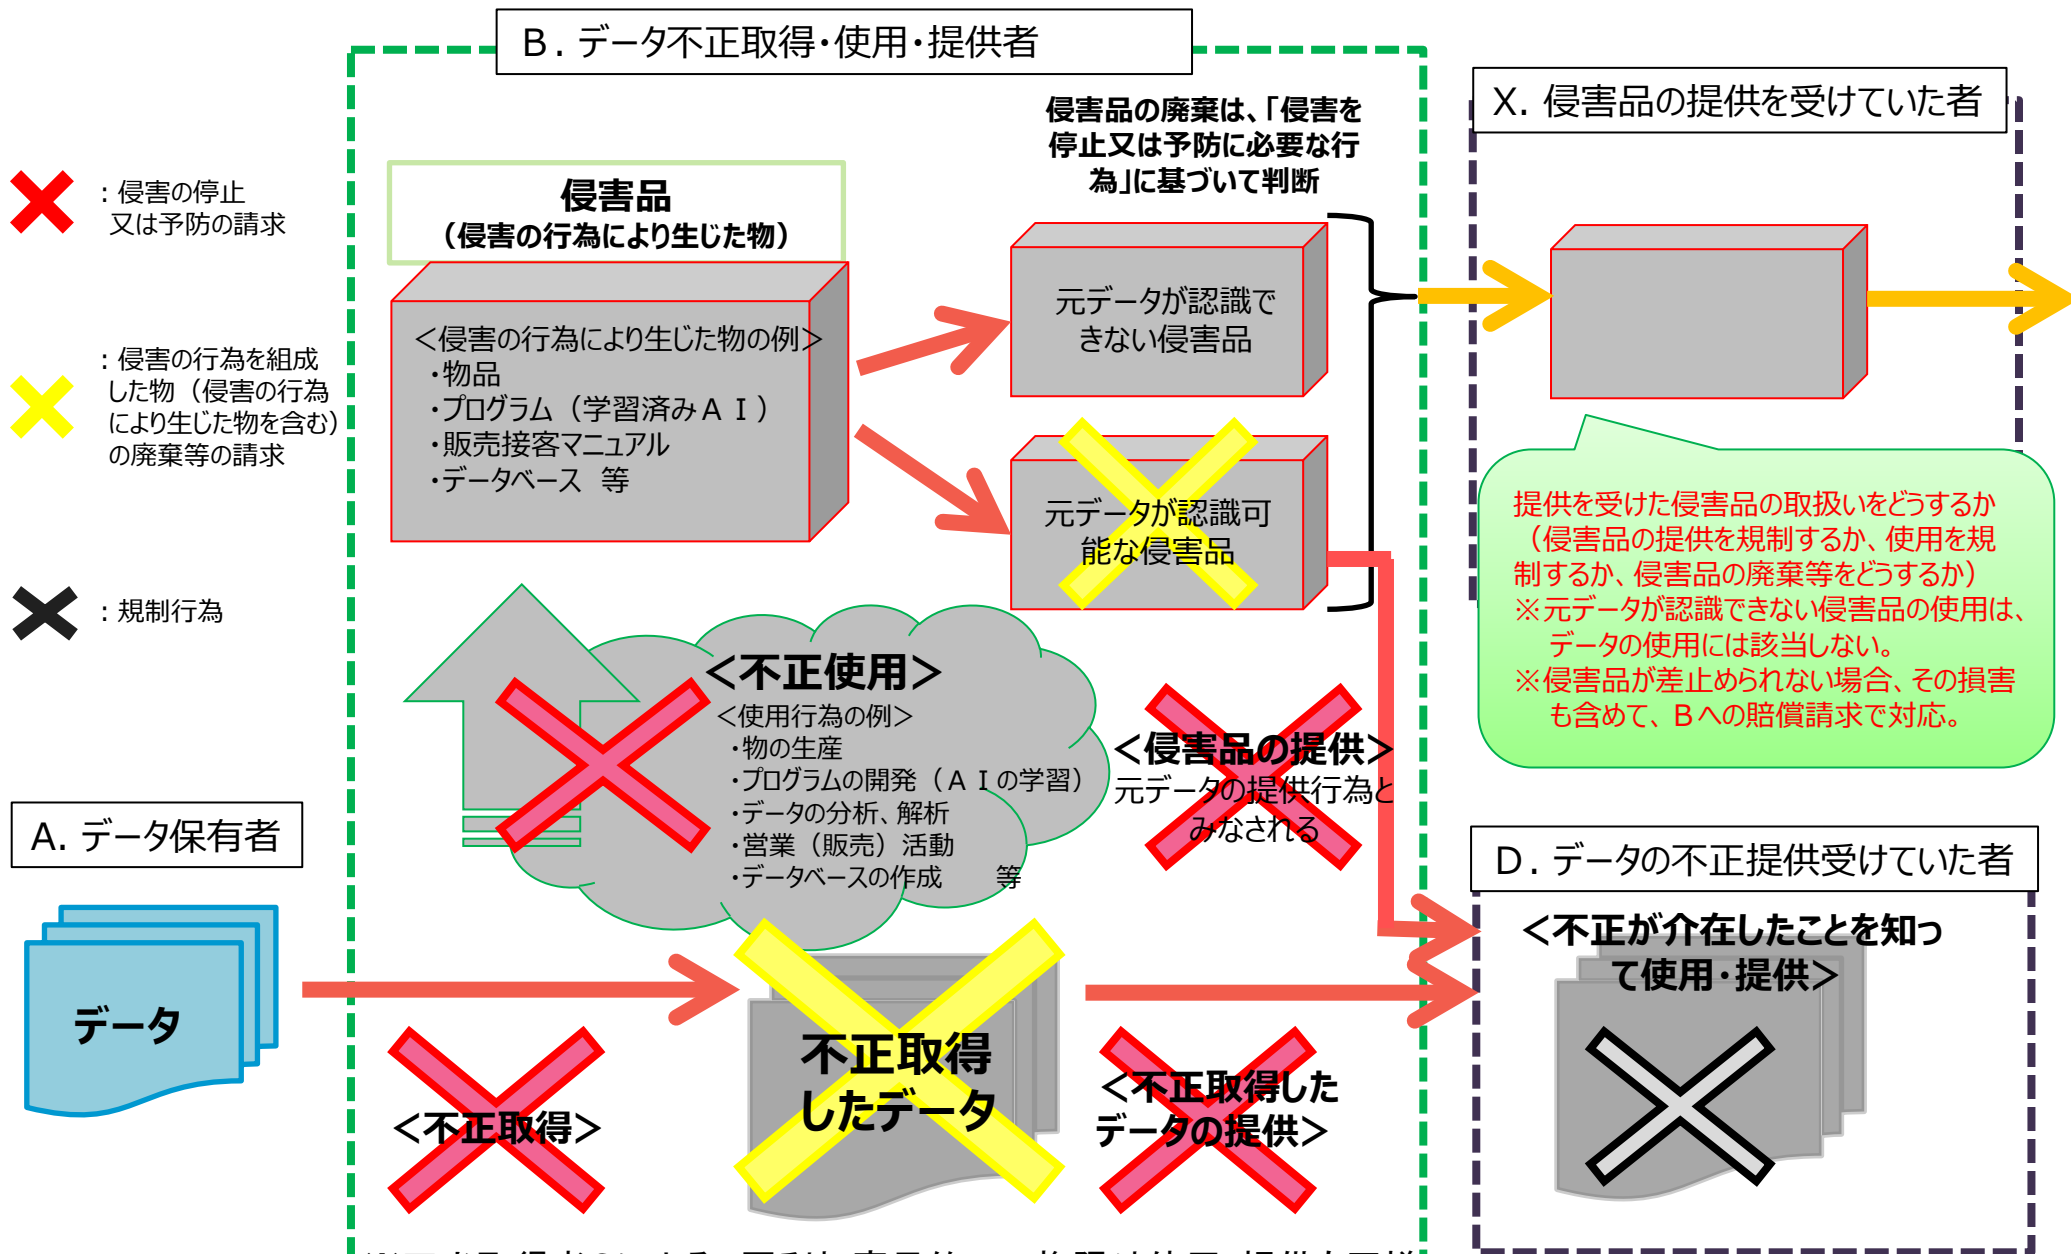 B．データ不正取得・使用・提供者
侵害品の廃棄は、「侵害を
停止又は予防に必要な行
為」に基づいて判断
X．侵害品の提供を受けていた者
：侵害の停止
又は予防の請求
：侵害の行為を組成
した物（侵害の行為
により生じた物を含む）
の廃棄等の請求
：規制行為
侵害品
（侵害の行為により生じた物）
＜侵害の行為により生じた物の例＞
・物品
・プログラム（学習済みＡＩ）
・販売接客マニュアル
・データベース 等
元データが認識で
きない侵害品
元データが認識可
能な侵害品
提供を受けた侵害品の取扱いをどうするか
（侵害品の提供を規制するか、使用を規
制するか、侵害品の廃棄等をどうするか）
※元データが認識できない侵害品の使用は、
データの使用には該当しない。
※侵害品が差止められない場合、その損害
も含めて、Ｂへの賠償請求で対応。
＜不正使用＞
＜使用行為の例＞
・物の生産
・プログラムの開発（ＡＩの学習）
・データの分析、解析
・営業（販売）活動
・データベースの作成　　等
＜侵害品の提供＞
元データの提供行為と
みなされる
A．データ保有者
データ
＜不正取得＞
不正取得
したデータ
＜不正取得した
データの提供＞
D．データの不正提供受けていた者
＜不正が介在したことを知っ
て使用・提供＞